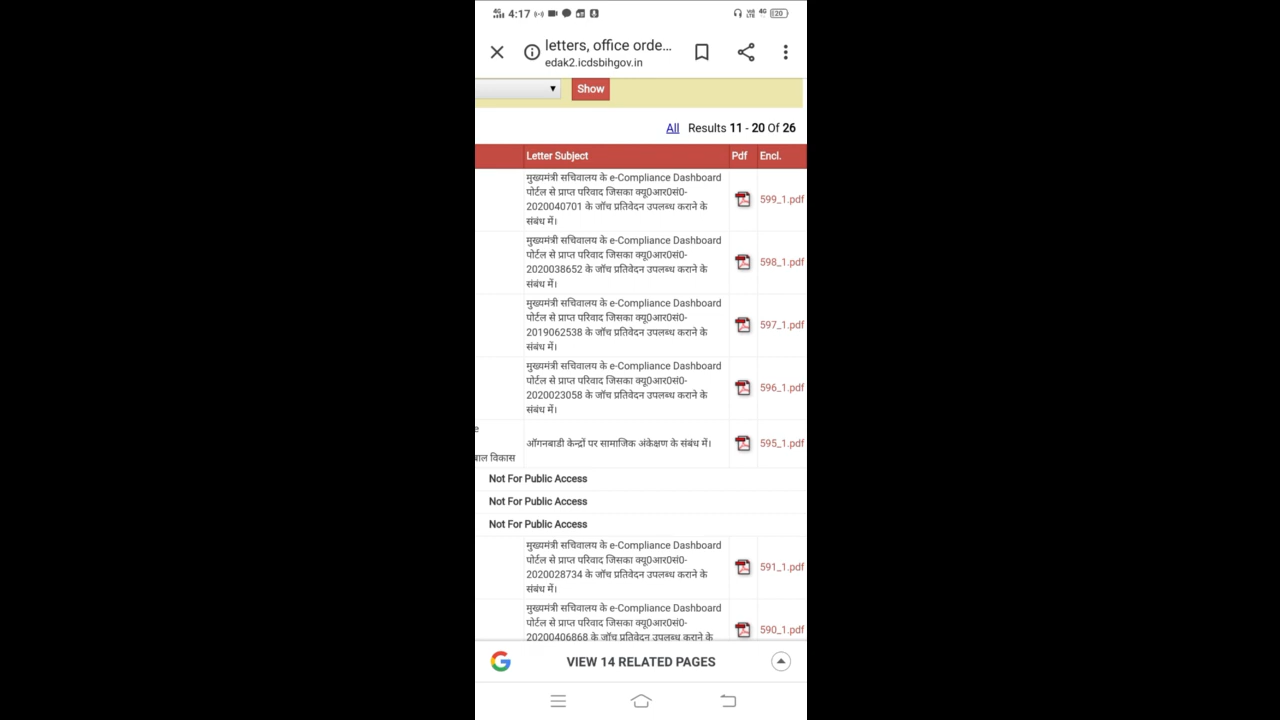 4G 4:17 VoLTE 4G 20
letters, office orde...
edak2.icdsbihgov.in
Show
All Results 11 - 20 Of 26
Letter Subject Pdf Encl.
मुख्यमंत्री सचिवालय के e-Compliance Dashboard
पोर्टल से प्राप्त परिवाद जिसका क्यू0आर0सं0-
2020040701 के जॉच प्रतिवेदन उपलब्ध कराने के
संबंध में।
599_1.pdf
मुख्यमंत्री सचिवालय के e-Compliance Dashboard
पोर्टल से प्राप्त परिवाद जिसका क्यू0आर0सं0-
2020038652 के जॉच प्रतिवेदन उपलब्ध कराने के
संबंध में।
598_1.pdf
मुख्यमंत्री सचिवालय के e-Compliance Dashboard
पोर्टल से प्राप्त परिवाद जिसका क्यू0आर0सं0-
2019062538 के जॉच प्रतिवेदन उपलब्ध कराने के
संबंध में।
597_1.pdf
मुख्यमंत्री सचिवालय के e-Compliance Dashboard
पोर्टल से प्राप्त परिवाद जिसका क्यू0आर0सं0-
2020023058 के जॉच प्रतिवेदन उपलब्ध कराने के
संबंध में।
596_1.pdf
e
बाल विकास
ऑगनबाडी केन्द्रों पर सामाजिक अंकेक्षण के संबंध में।
595_1.pdf
Not For Public Access
Not For Public Access
Not For Public Access
मुख्यमंत्री सचिवालय के e-Compliance Dashboard
पोर्टल से प्राप्त परिवाद जिसका क्यू0आर0सं0-
2020028734 के जॉच प्रतिवेदन उपलब्ध कराने के
संबंध में।
591_1.pdf
मुख्यमंत्री सचिवालय के e-Compliance Dashboard
पोर्टल से प्राप्त परिवाद जिसका क्यू0आर0सं0-
20200406868 के जॉच प्रतिवेदन उपलब्ध कराने के
590_1.pdf
VIEW 14 RELATED PAGES